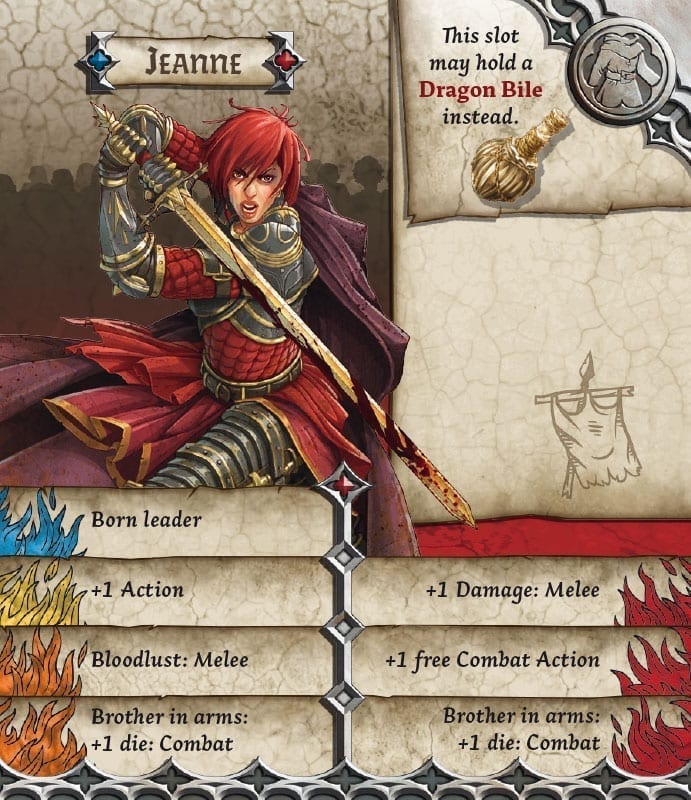 Jeanne
This slot
may hold a
Dragon Bile
instead.
Born leader
+1 Action
+1 Damage: Melee
Bloodlust: Melee
+1 free Combat Action
Brother in arms:
+1 die: Combat
Brother in arms:
+1 die: Combat